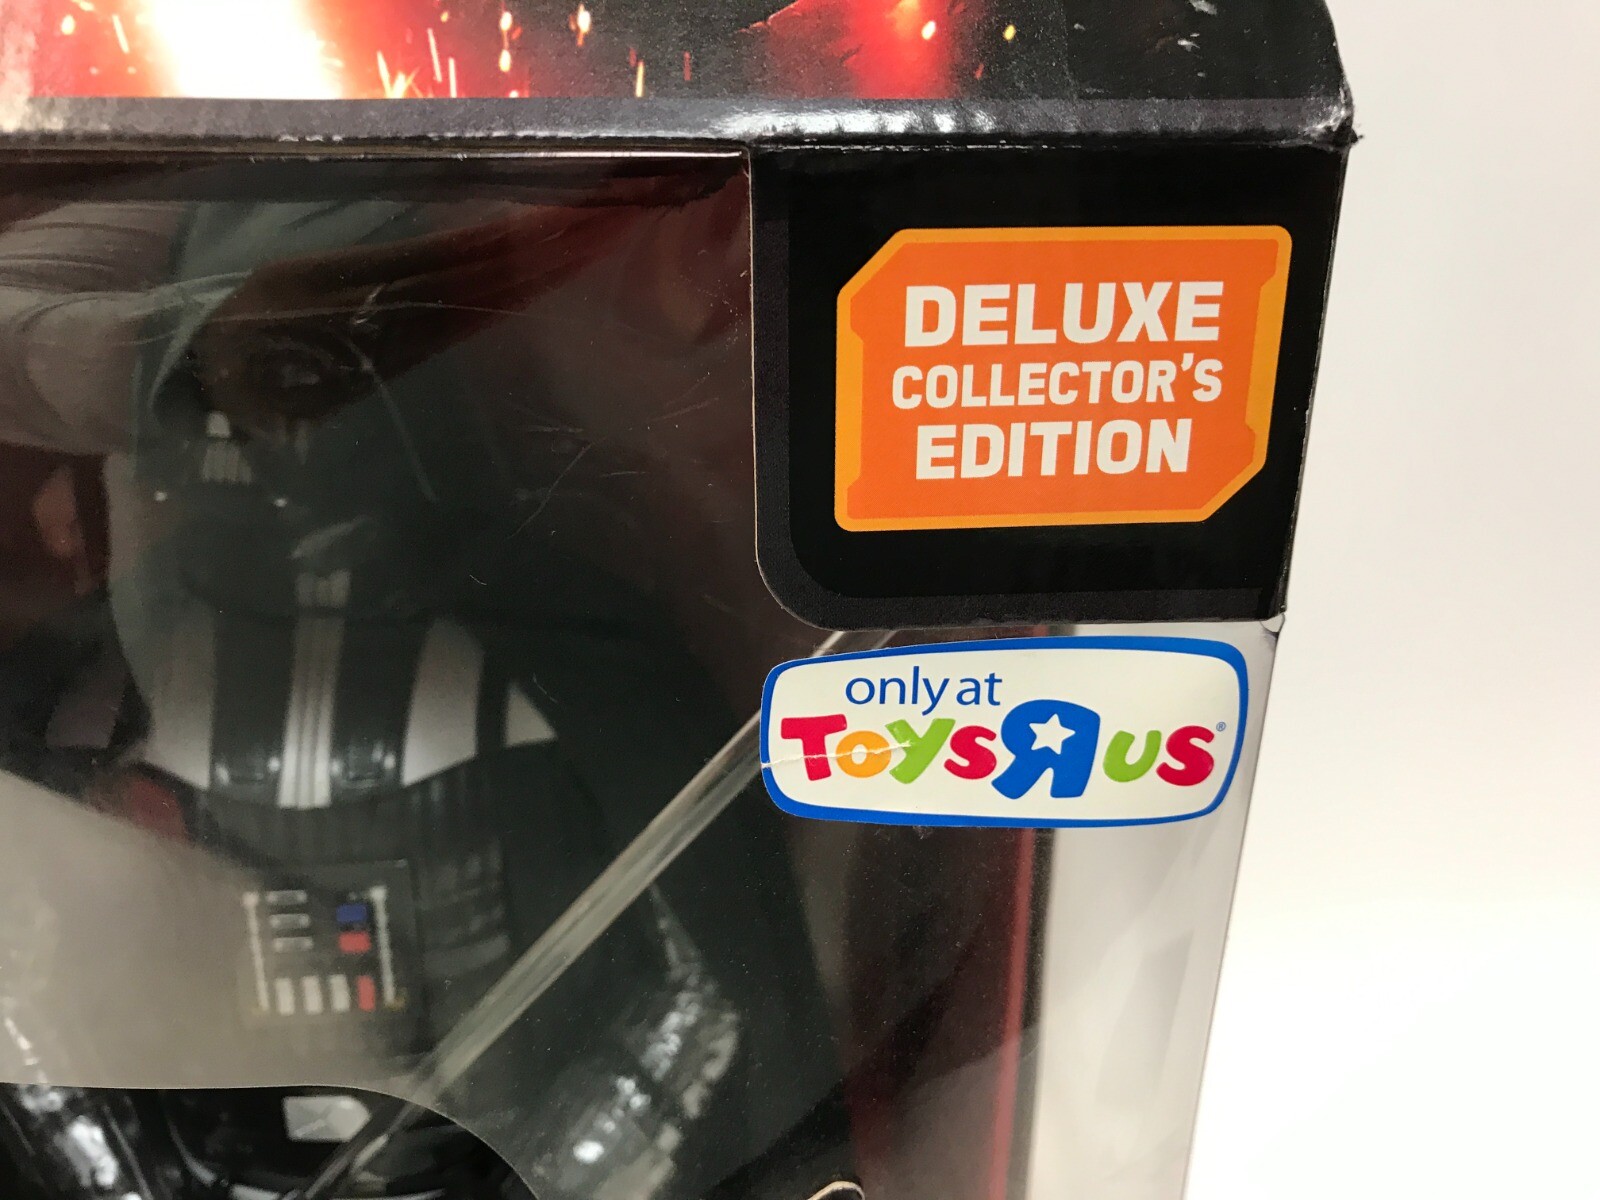 DELUXE
COLLECTOR'S
EDITION
only at
ToysRus®